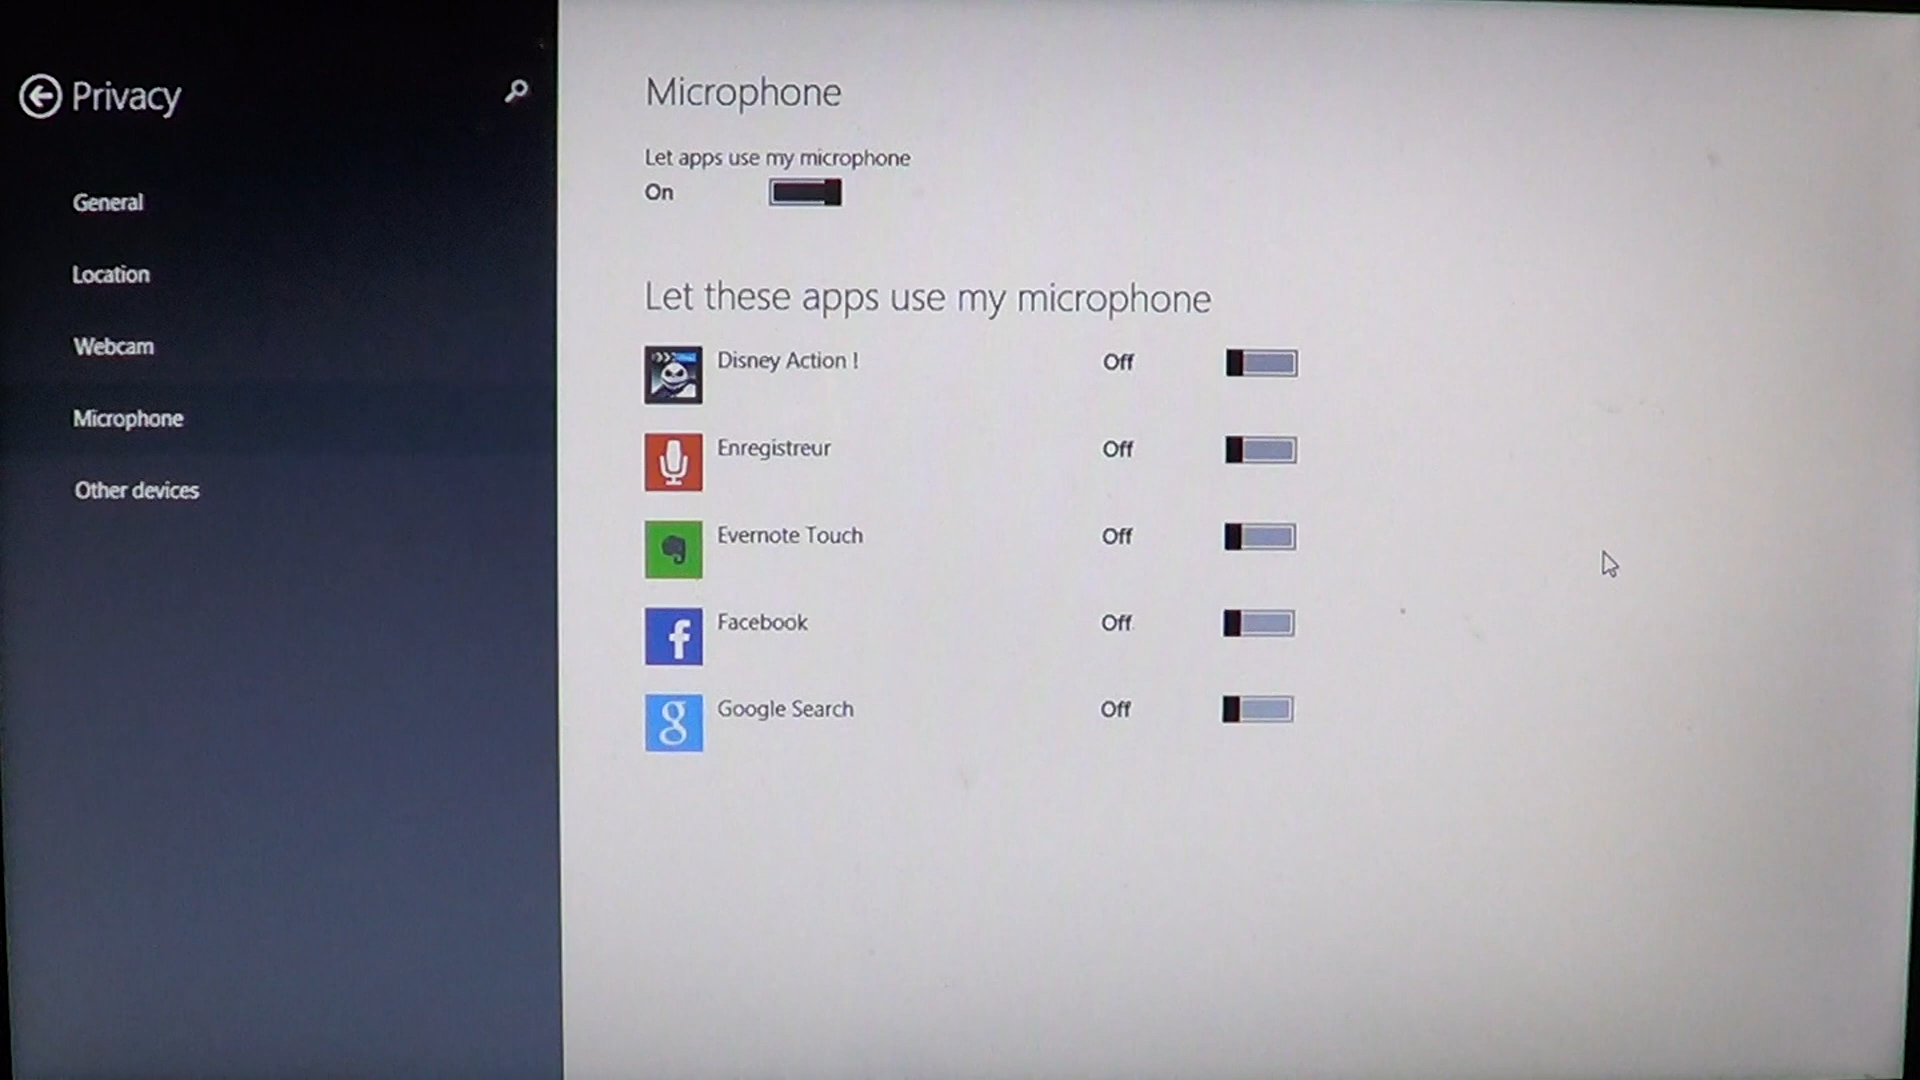 Privacy
General
Location
Webcam
Microphone
Other devices
Microphone
Let apps use my microphone
On
Let these apps use my microphone
Disney Action ! Off
Enregistreur Off
Evernote Touch Off
Facebook Off
Google Search Off